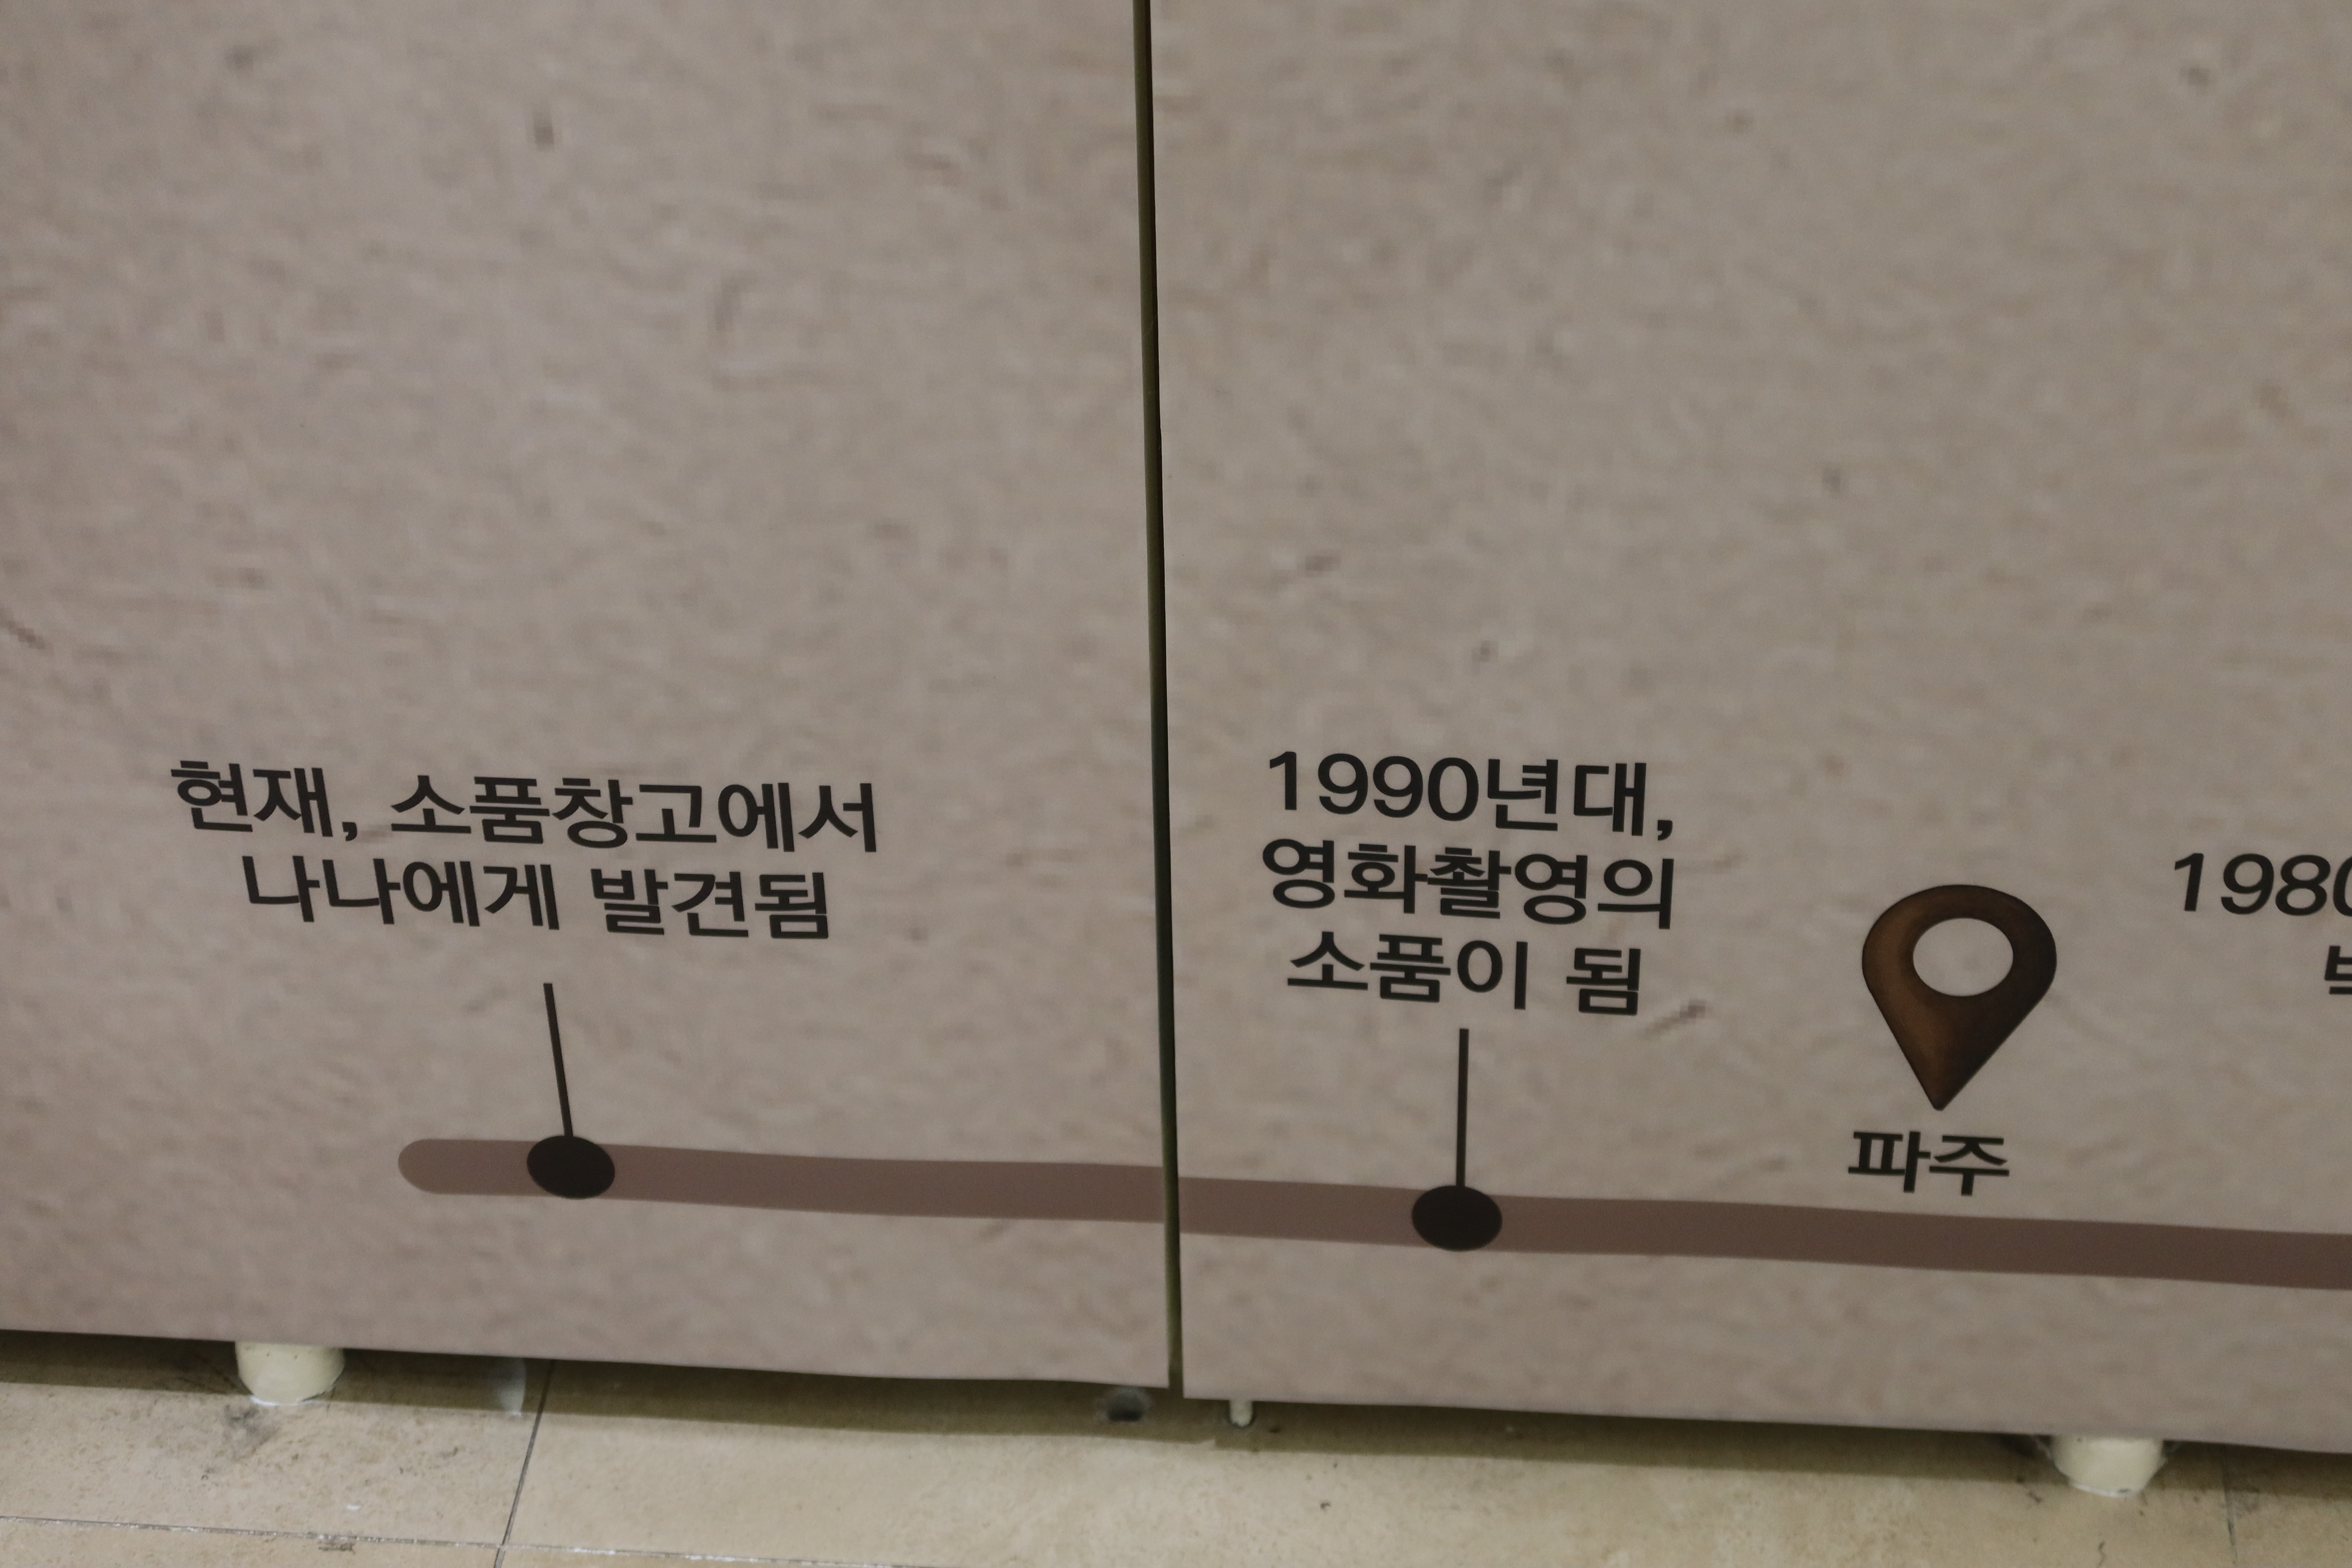 현재, 소품창고에서
나나에게 발견됨
1990년대,
영화촬영의
소품이 됨
파주
198